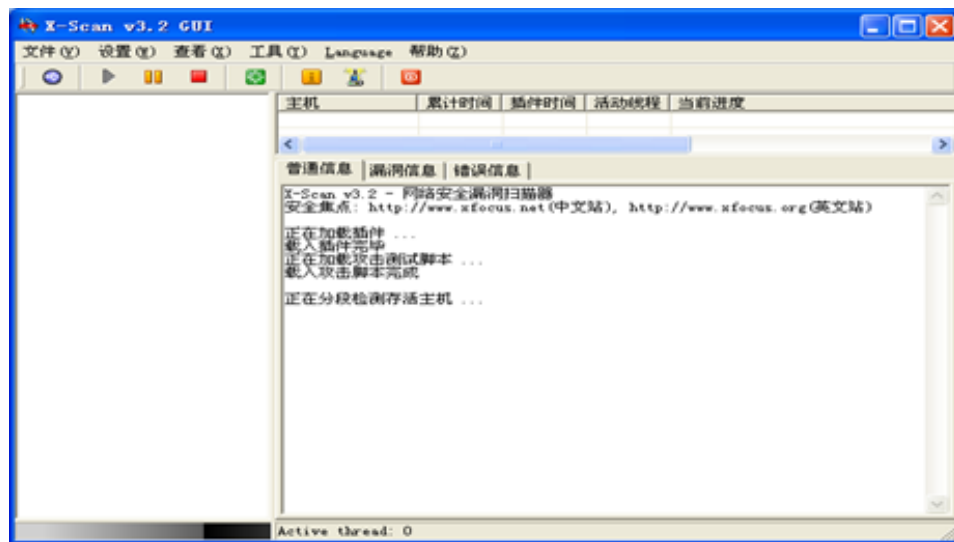 X-Scan v3.2 GUI
文件(V) 设置(W) 查看(X) 工具(Y) Language 帮助(Z)
主机 累计时间 插件时间 活动线程 当前进度
普通信息 漏洞信息 错误信息
X-Scan v3.2 - 网络安全漏洞扫描器
安全焦点: http://www.xfocus.net(中文站), http://www.xfocus.org(英文站)
正在加载插件 ...
载入插件完毕
正在加载攻击测试脚本 ...
载入攻击脚本完成
正在分段检测存活主机 ...
Active thread: 0